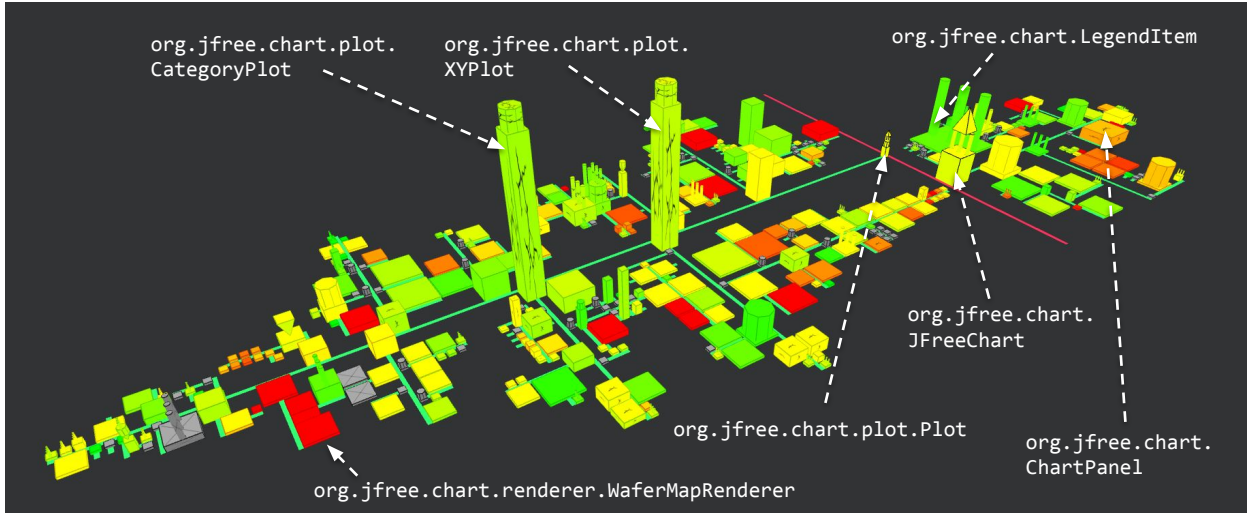 org.jfree.chart.plot.
CategoryPlot
org.jfree.chart.plot.
XYPlot
org.jfree.chart.LegendItem
org.jfree.chart.
JFreeChart
org.jfree.chart.plot.Plot
org.jfree.chart.
ChartPanel
org.jfree.chart.renderer.WaferMapRenderer